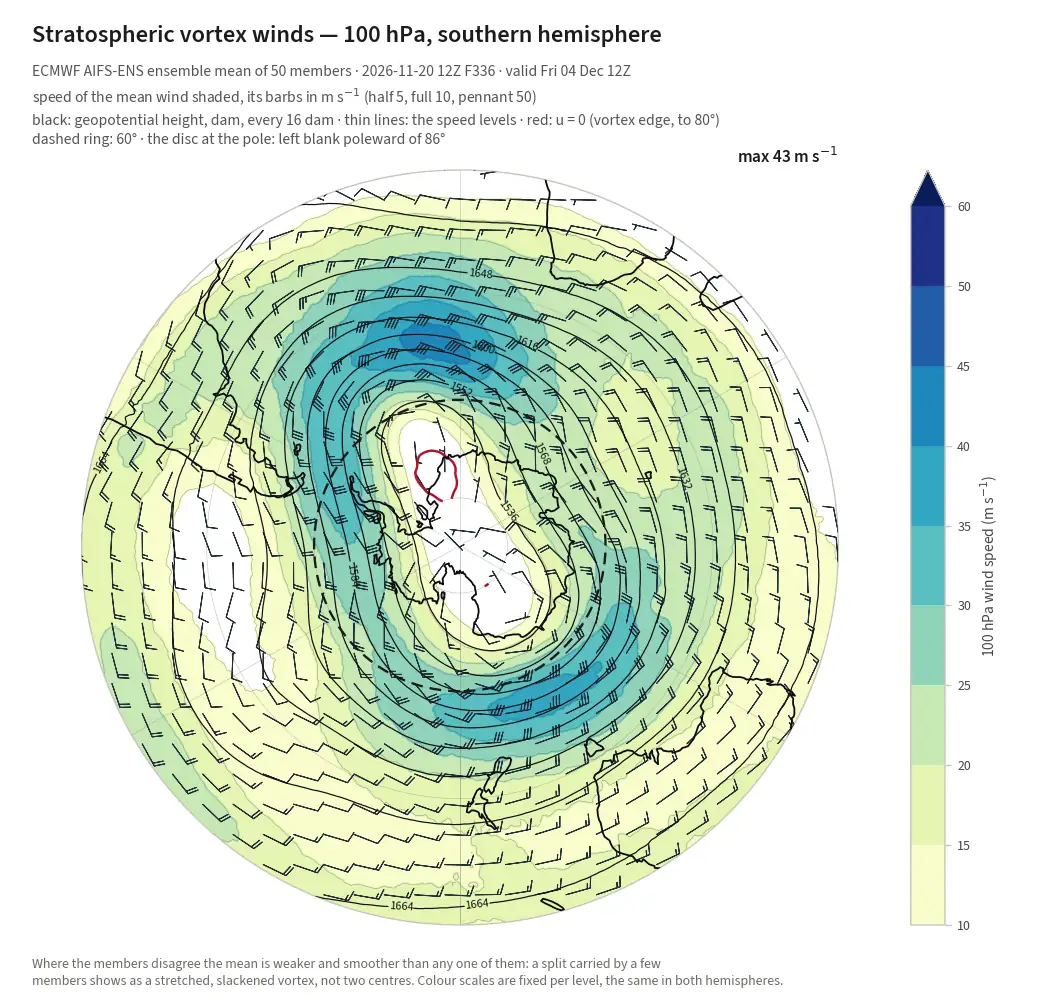 Stratospheric vortex winds — 100 hPa, southern hemisphere
ECMWF AIFS-ENS ensemble mean of 50 members · 2026-11-20 12Z F336 · valid Fri 04 Dec 12Z
speed of the mean wind shaded, its barbs in m s⁻¹ (half 5, full 10, pennant 50)
black: geopotential height, dam, every 16 dam · thin lines: the speed levels · red: u = 0 (vortex edge, to 80°)
dashed ring: 60° · the disc at the pole: left blank poleward of 86°
max 43 m s⁻¹
60
50
45
40
35
30
25
20
15
10
100 hPa wind speed (m s⁻¹)
1648
1600
1616
1552
1568
1632
1664
1536
1584
1664
1664
Where the members disagree the mean is weaker and smoother than any one of them: a split carried by a few
members shows as a stretched, slackened vortex, not two centres. Colour scales are fixed per level, the same in both hemispheres.